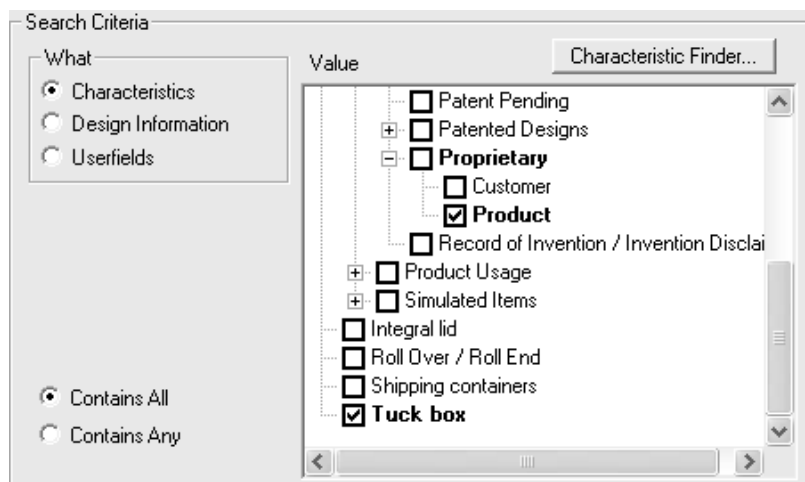 Search Criteria
What
Characteristics
Design Information
Userfields
Contains All
Contains Any
Value
Characteristic Finder...
Patent Pending
Patented Designs
Proprietary
Customer
Product
Record of Invention / Invention Disclai
Product Usage
Simulated Items
Integral lid
Roll Over / Roll End
Shipping containers
Tuck box